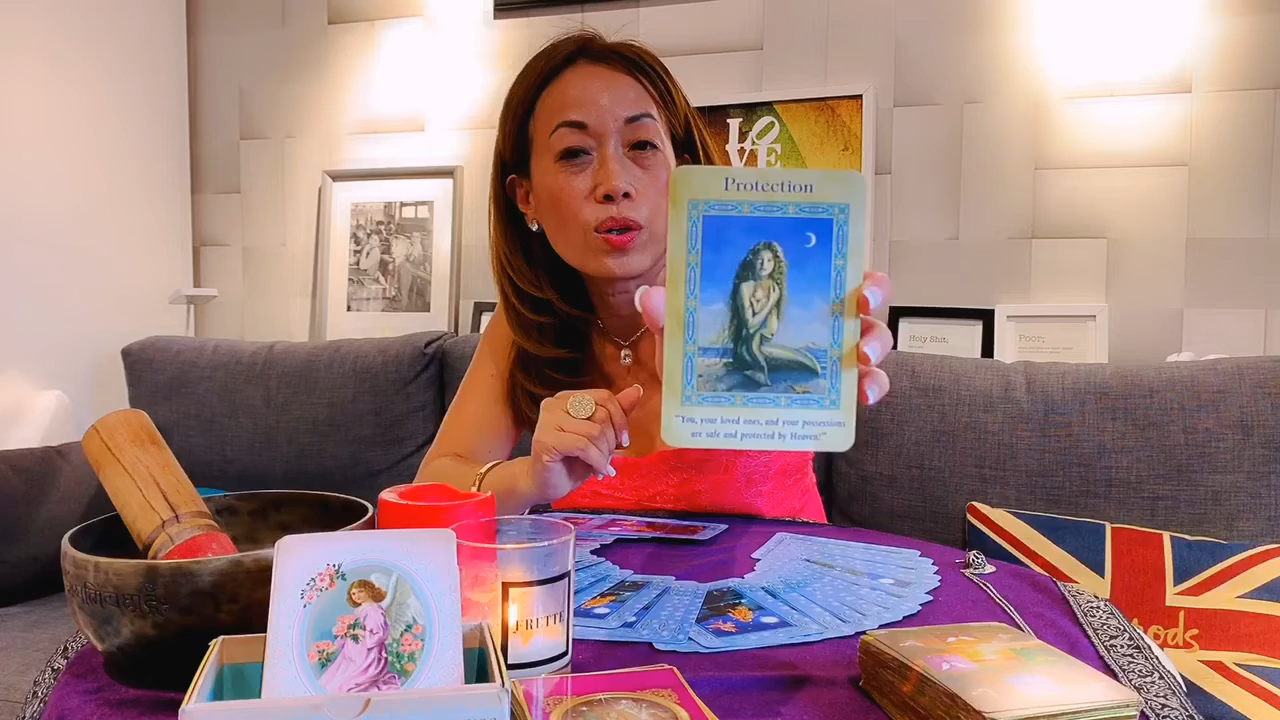 LOVE
Protection
"You, your loved ones, and your possessions
are safe and protected by Heaven!"
Holy Shit;
Poor;
FRETTE
ods